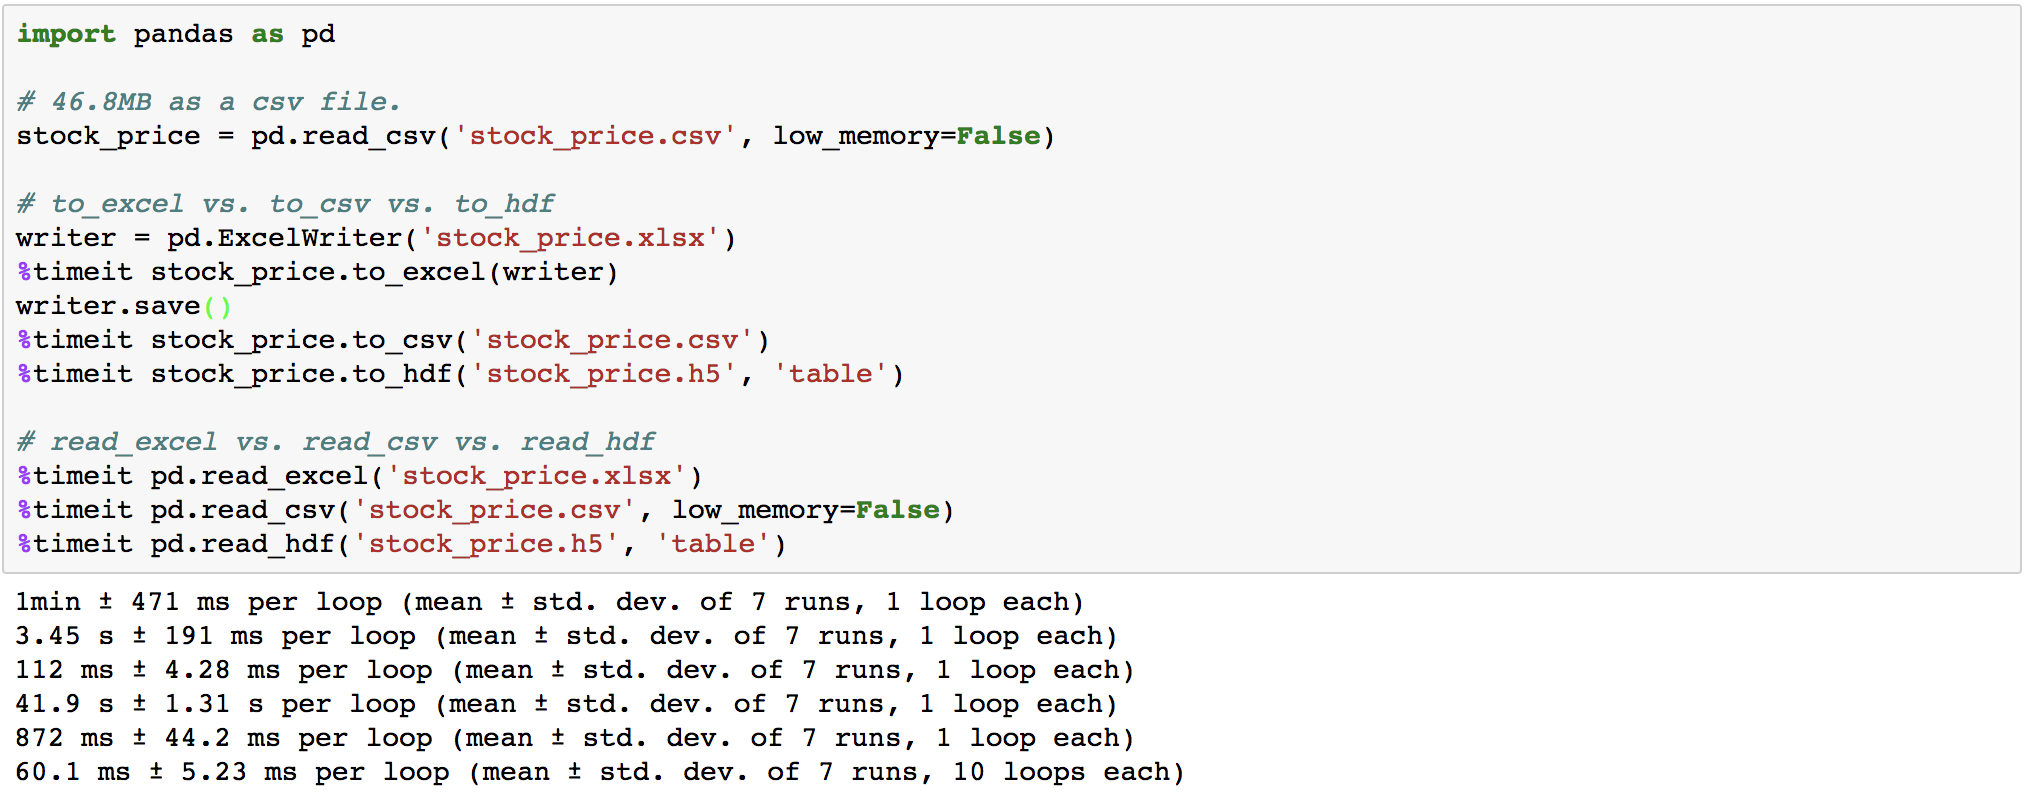 import pandas as pd
# 46.8MB as a csv file.
stock_price = pd.read_csv('stock_price.csv', low_memory=False)
# to_excel vs. to_csv vs. to_hdf
writer = pd.ExcelWriter('stock_price.xlsx')
%timeit stock_price.to_excel(writer)
writer.save()
%timeit stock_price.to_csv('stock_price.csv')
%timeit stock_price.to_hdf('stock_price.h5', 'table')
# read_excel vs. read_csv vs. read_hdf
%timeit pd.read_excel('stock_price.xlsx')
%timeit pd.read_csv('stock_price.csv', low_memory=False)
%timeit pd.read_hdf('stock_price.h5', 'table')
1min ± 471 ms per loop (mean ± std. dev. of 7 runs, 1 loop each)
3.45 s ± 191 ms per loop (mean ± std. dev. of 7 runs, 1 loop each)
112 ms ± 4.28 ms per loop (mean ± std. dev. of 7 runs, 1 loop each)
41.9 s ± 1.31 s per loop (mean ± std. dev. of 7 runs, 1 loop each)
872 ms ± 44.2 ms per loop (mean ± std. dev. of 7 runs, 1 loop each)
60.1 ms ± 5.23 ms per loop (mean ± std. dev. of 7 runs, 10 loops each)